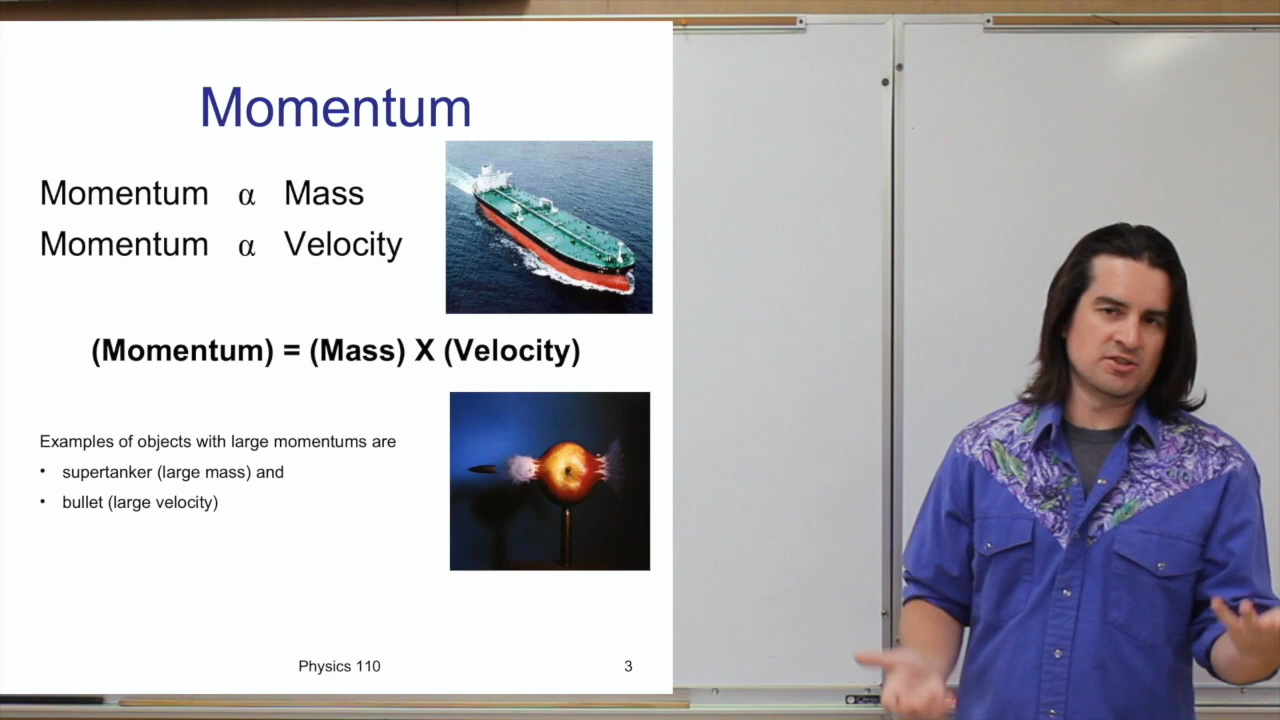 Momentum
Momentum α Mass
Momentum α Velocity
(Momentum) = (Mass) X (Velocity)
Examples of objects with large momentums are
• supertanker (large mass) and
• bullet (large velocity)
Physics 110
3